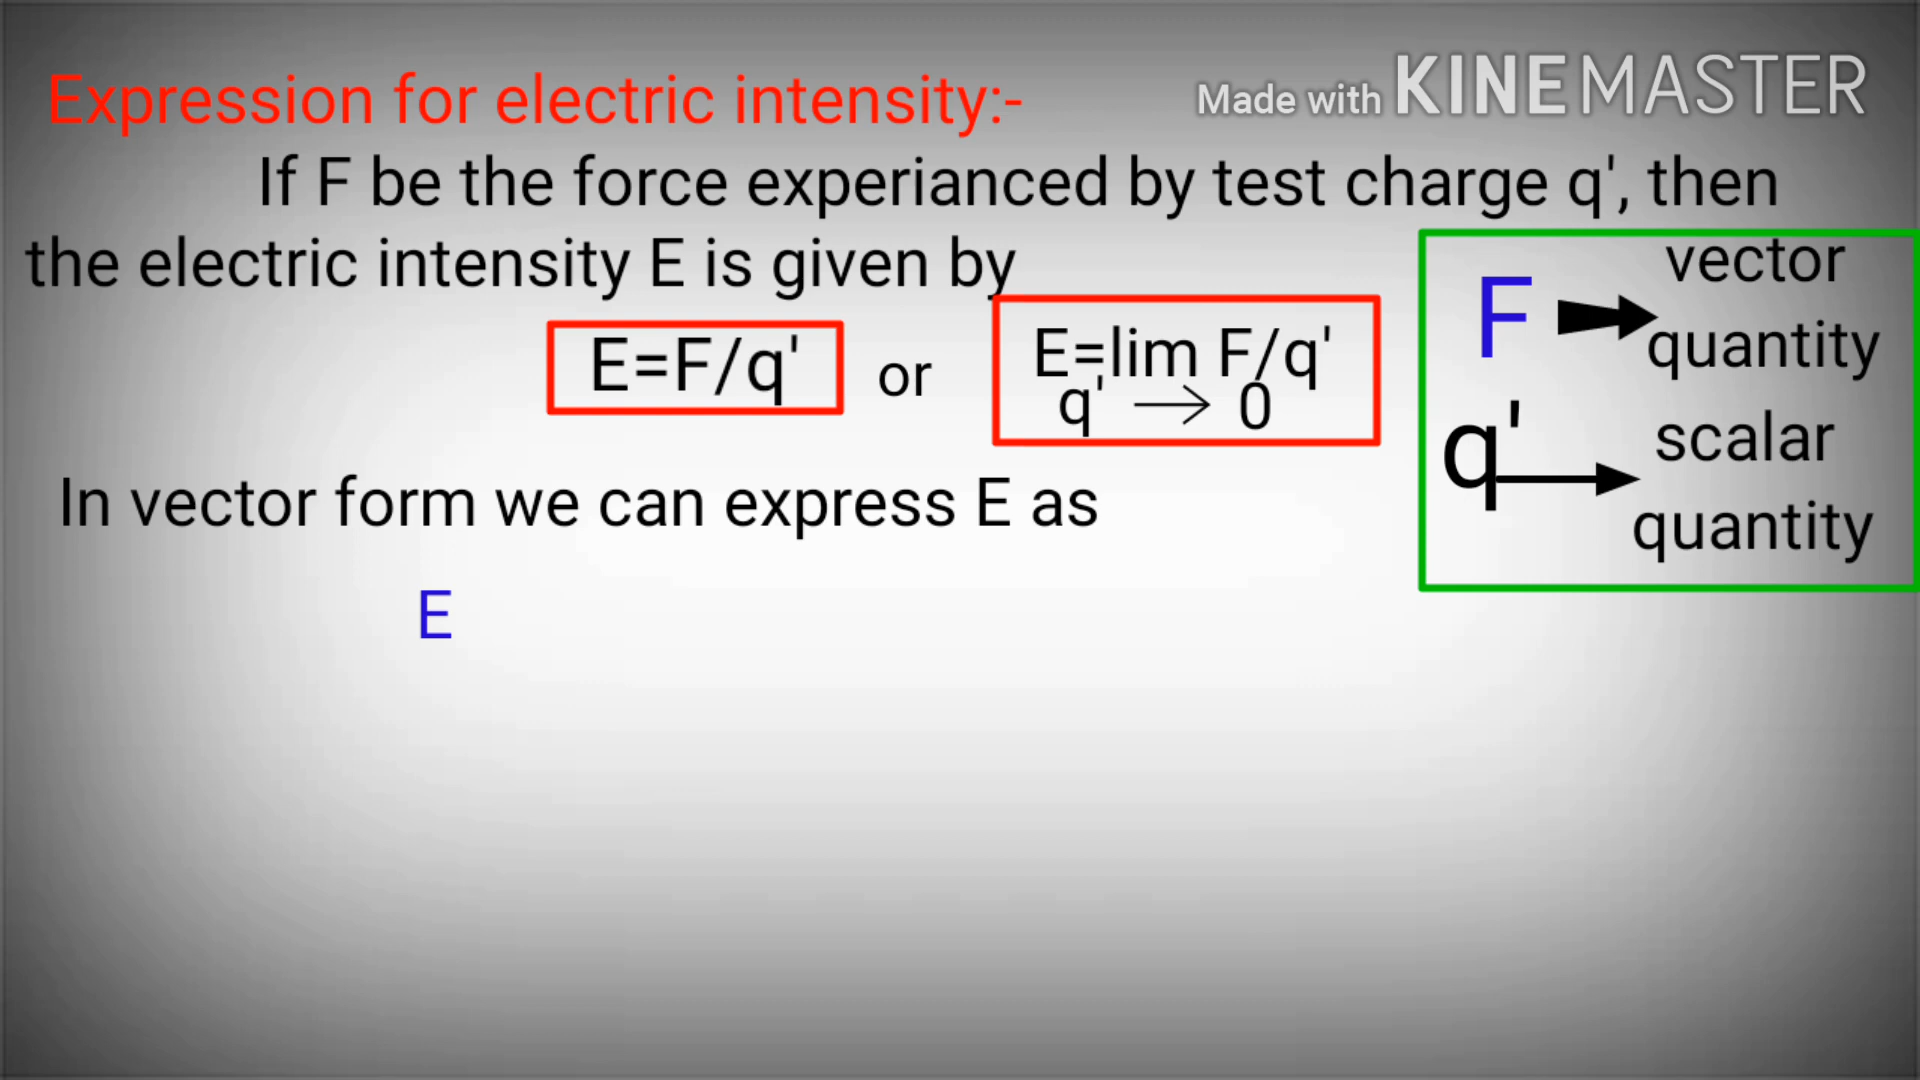 Expression for electric intensity:-
Made with KINEMASTER
If F be the force experianced by test charge q', then
the electric intensity E is given by
E=F/q' or E=lim F/q'
q' → 0
F → vector
quantity
q' → scalar
quantity
In vector form we can express E as
E